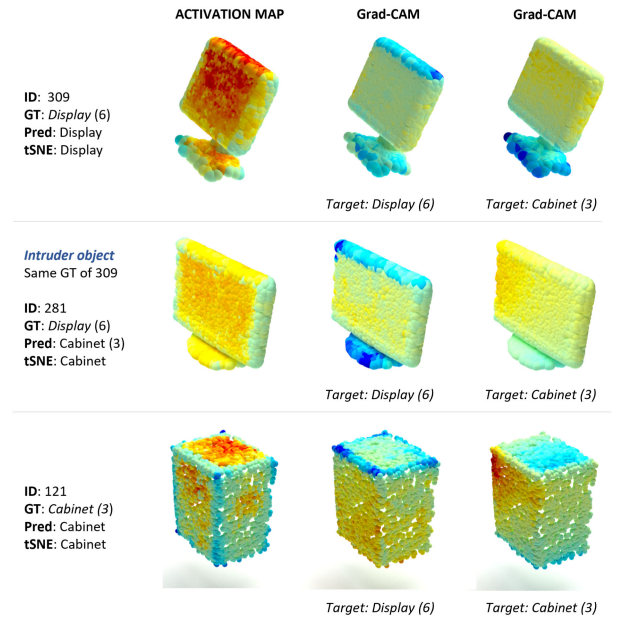 ACTIVATION MAP Grad-CAM Grad-CAM
ID: 309
GT: Display (6)
Pred: Display
tSNE: Display
Target: Display (6) Target: Cabinet (3)
Intruder object
Same GT of 309
ID: 281
GT: Display (6)
Pred: Cabinet (3)
tSNE: Cabinet
Target: Display (6) Target: Cabinet (3)
ID: 121
GT: Cabinet (3)
Pred: Cabinet
tSNE: Cabinet
Target: Display (6) Target: Cabinet (3)